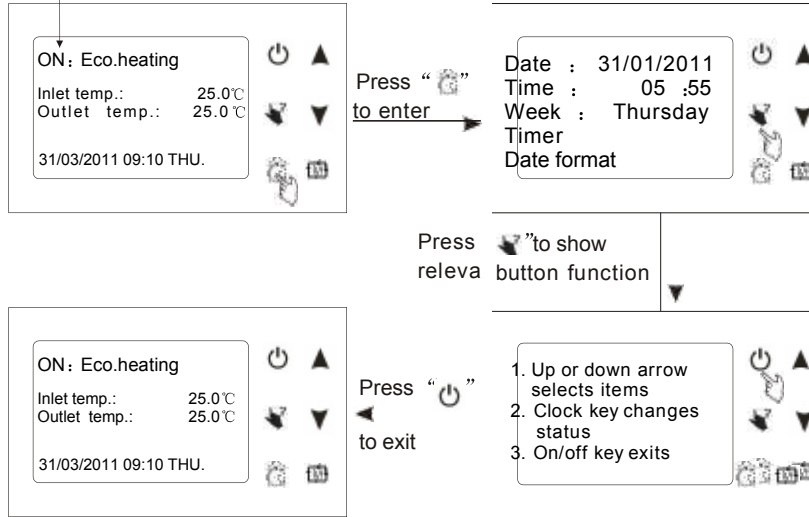 ON: Eco.heating
Inlet temp.: 25.0℃
Outlet temp.: 25.0℃
31/03/2011 09:10 THU.
Press “ ”
to enter
Date : 31/01/2011
Time : 05 :55
Week : Thursday
Timer
Date format
Press ”to show
releva button function
1. Up or down arrow
selects items
2. Clock key changes
status
3. On/off key exits
Press “ ”
to exit
ON: Eco.heating
Inlet temp.: 25.0℃
Outlet temp.: 25.0℃
31/03/2011 09:10 THU.